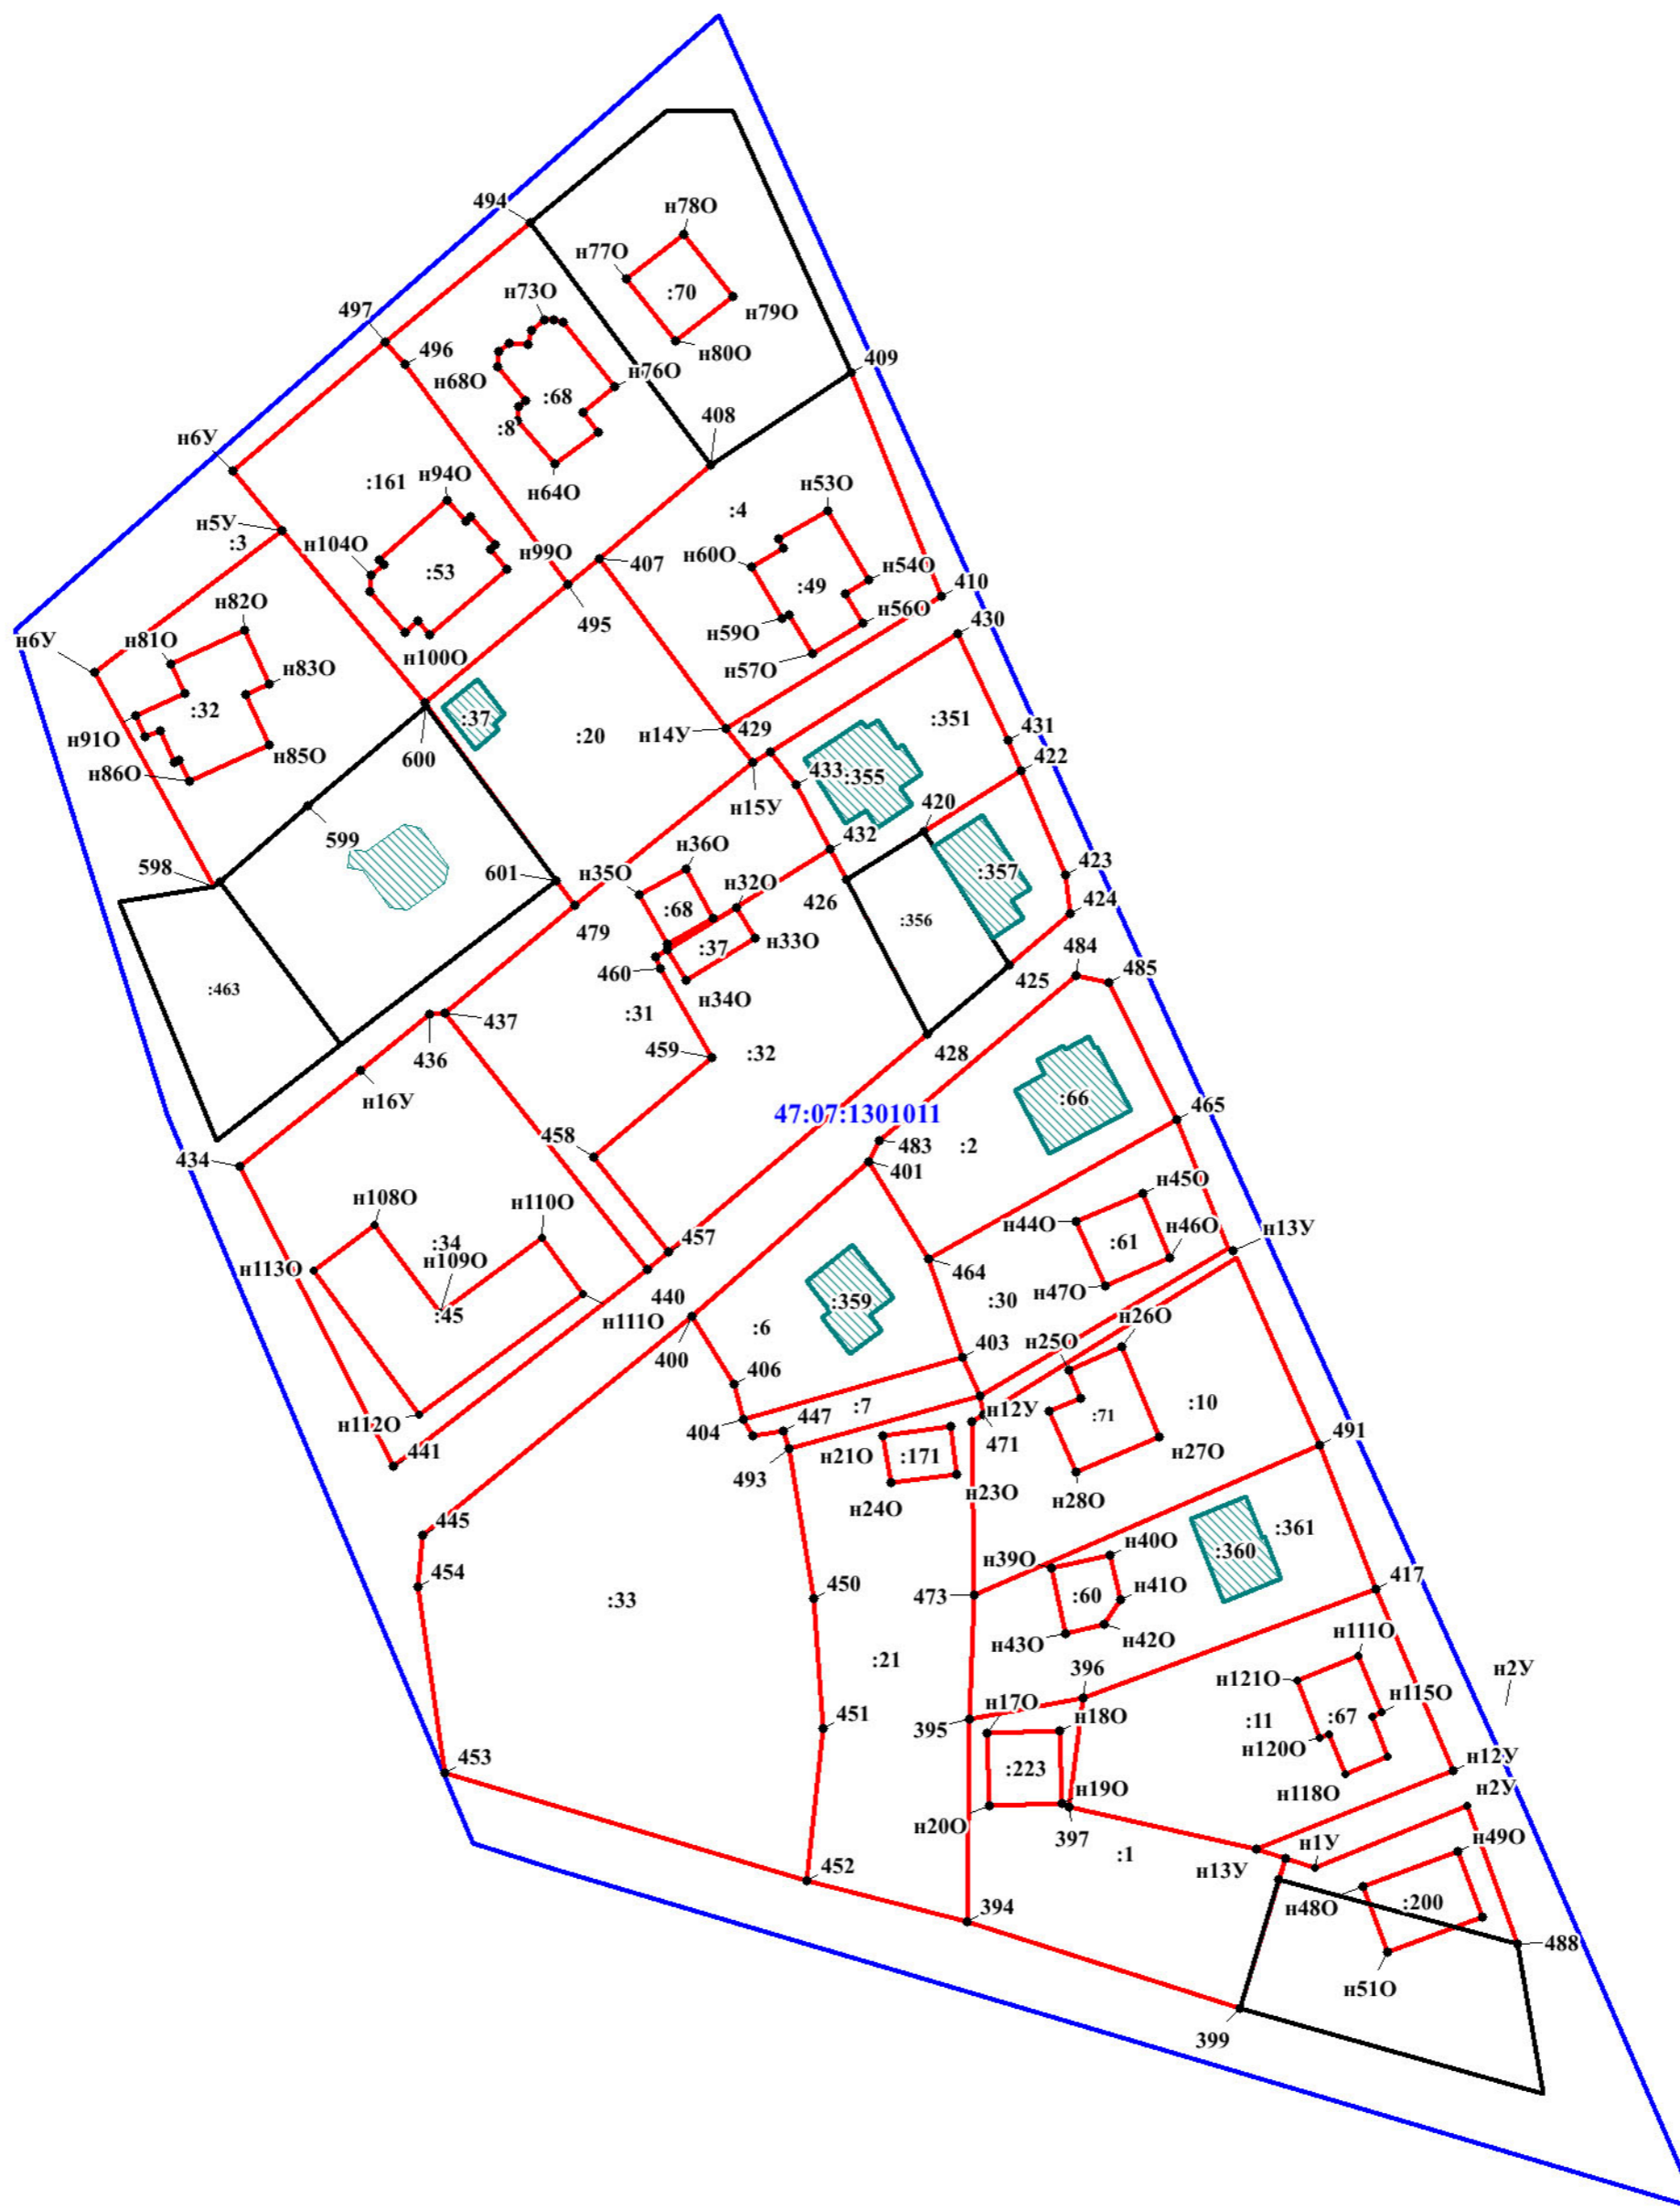 494
н78О
н77О
:70
н73О
н79О
497
496
н80О
н68О
н76О
409
:68
408
:8
н6У
н64О
:161
н94О
н53О
:4
н5У
:3
н104О
н99О
407
н60О
:53
:49
н54О
410
н82О
495
н59О
н56О
430
н6У
н81О
н100О
н57О
н83О
:32
:37
:20
н14У
429
:351
431
н91О
н85О
600
422
н86О
433
:355
н15У
420
599
432
598
н36О
н35О
601
н32О
:357
423
426
424
:68
:356
479
н33О
:37
484
460
485
425
:463
н34О
:31
437
459
:32
428
436
н16У
:66
47:07:1301011
465
458
483
:2
434
401
н108О
н110О
н45О
н44О
н46О
н13У
:34
457
:61
н109О
н113О
464
н47О
440
:359
:30
:45
н111О
н26О
:6
н25О
403
400
406
:7
:10
447
н12У
:71
н112О
404
491
471
441
н21О
:171
н27О
493
н23О
н28О
н24О
445
:361
н40О
:360
н39О
454
450
н41О
417
:33
473
:60
н43О
н42О
н111О
:21
396
н2У
н121О
н17О
н115О
н18О
:67
451
395
:11
н120О
453
н12У
:223
н19О
н2У
н118О
н20О
397
н1У
н49О
:1
452
н13У
:200
н48О
394
488
н51О
399